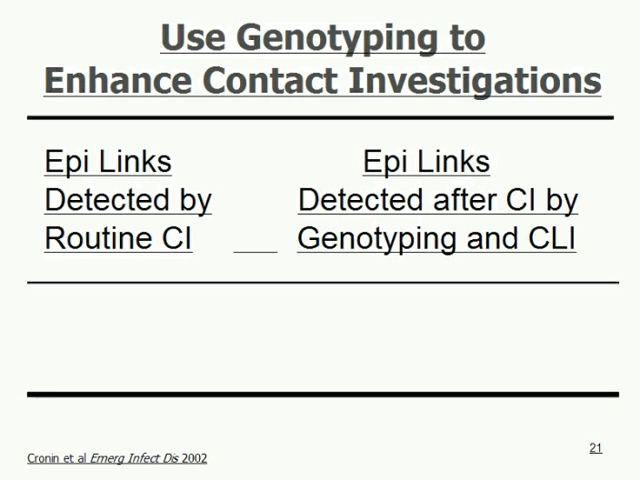 Use Genotyping to
Enhance Contact Investigations
Epi Links
Detected by
Routine CI
Epi Links
Detected after CI by
Genotyping and CLI
Cronin et al Emerg Infect Dis 2002
21